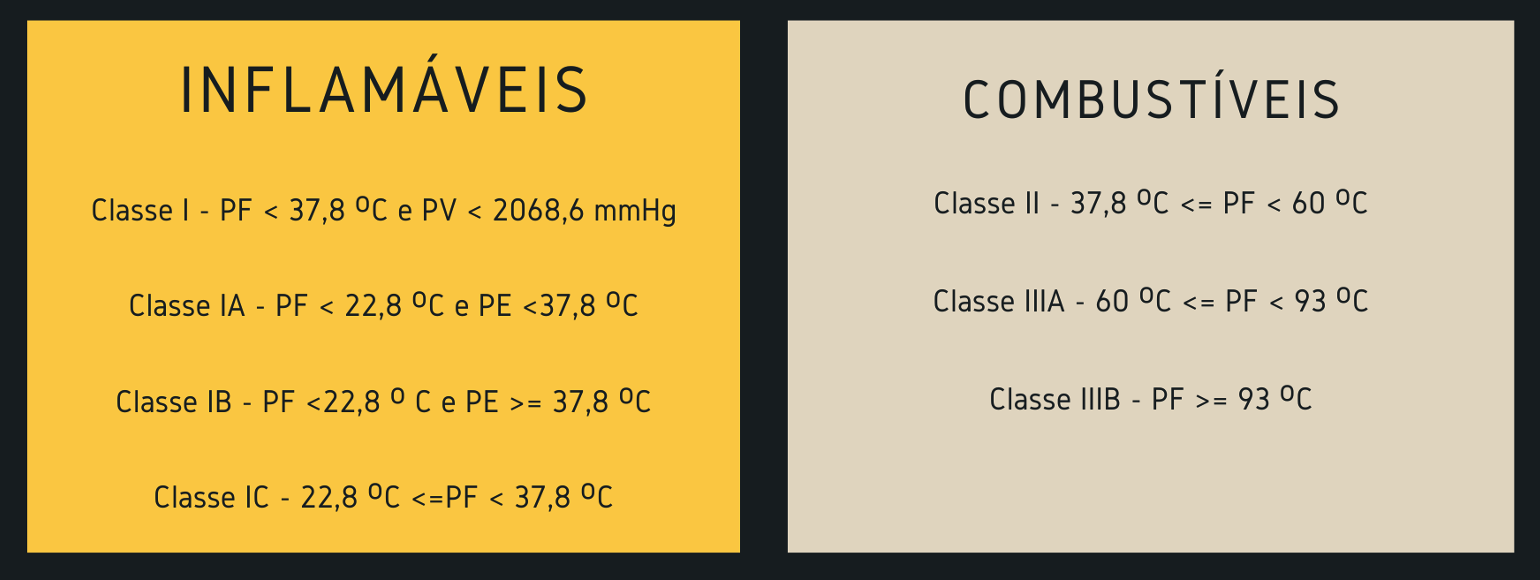 INFLAMÁVEIS
Classe I - PF < 37,8 ºC e PV < 2068,6 mmHg
Classe IA - PF < 22,8 ºC e PE <37,8 ºC
Classe IB - PF <22,8 º C e PE >= 37,8 ºC
Classe IC - 22,8 ºC <=PF < 37,8 ºC
COMBUSTÍVEIS
Classe II - 37,8 ºC <= PF < 60 ºC
Classe IIIA - 60 ºC <= PF < 93 ºC
Classe IIIB - PF >= 93 ºC